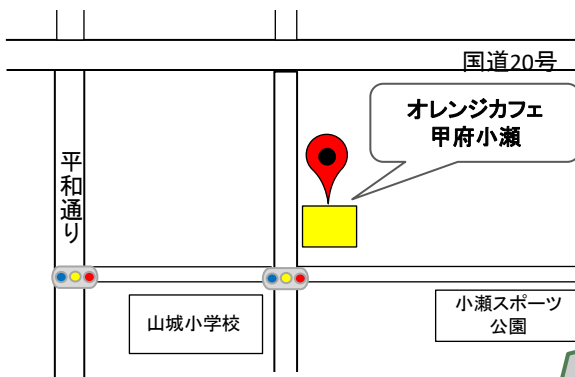 国道20号
オレンジカフェ
甲府小瀬
平和通り
山城小学校
小瀬スポーツ
公園